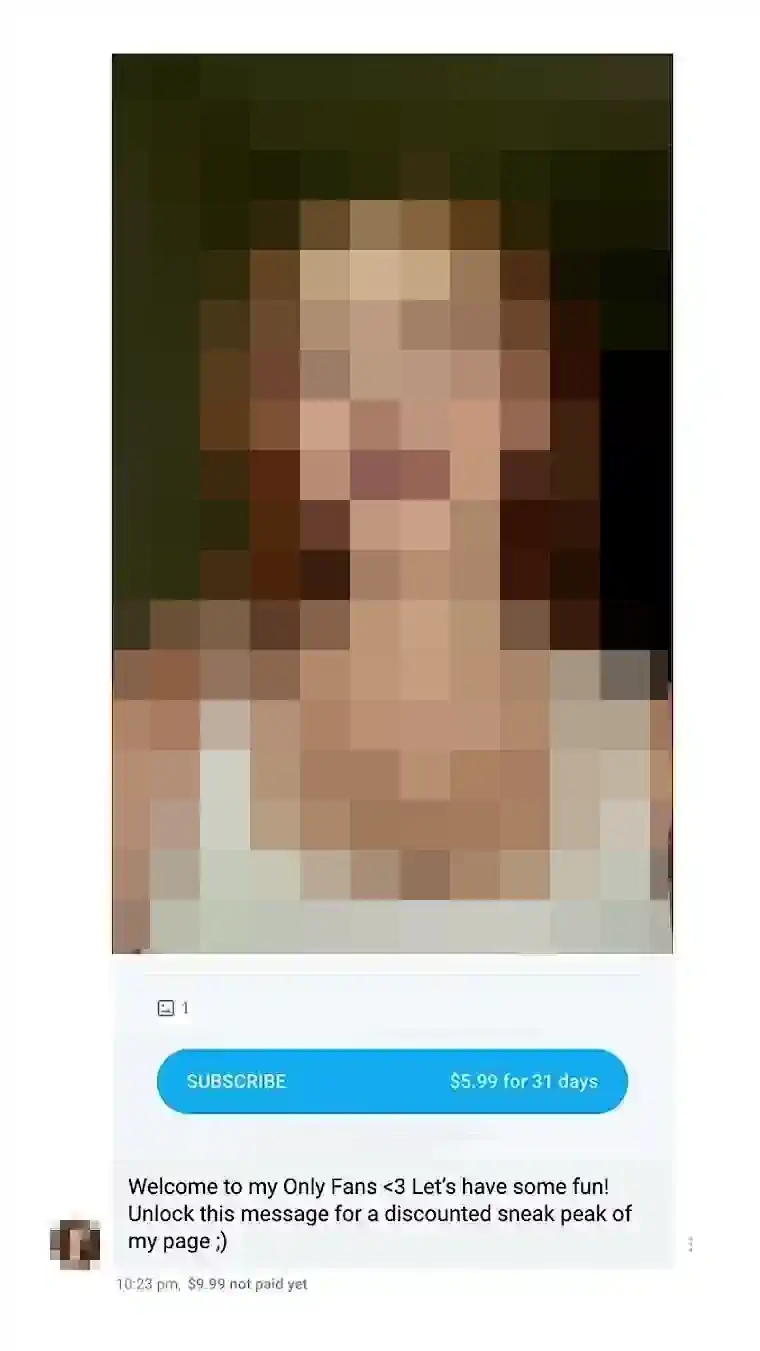 1
SUBSCRIBE $5.99 for 31 days
Welcome to my Only Fans <3 Let's have some fun!
Unlock this message for a discounted sneak peak of
my page ;)
10:23 pm, $9.99 not paid yet